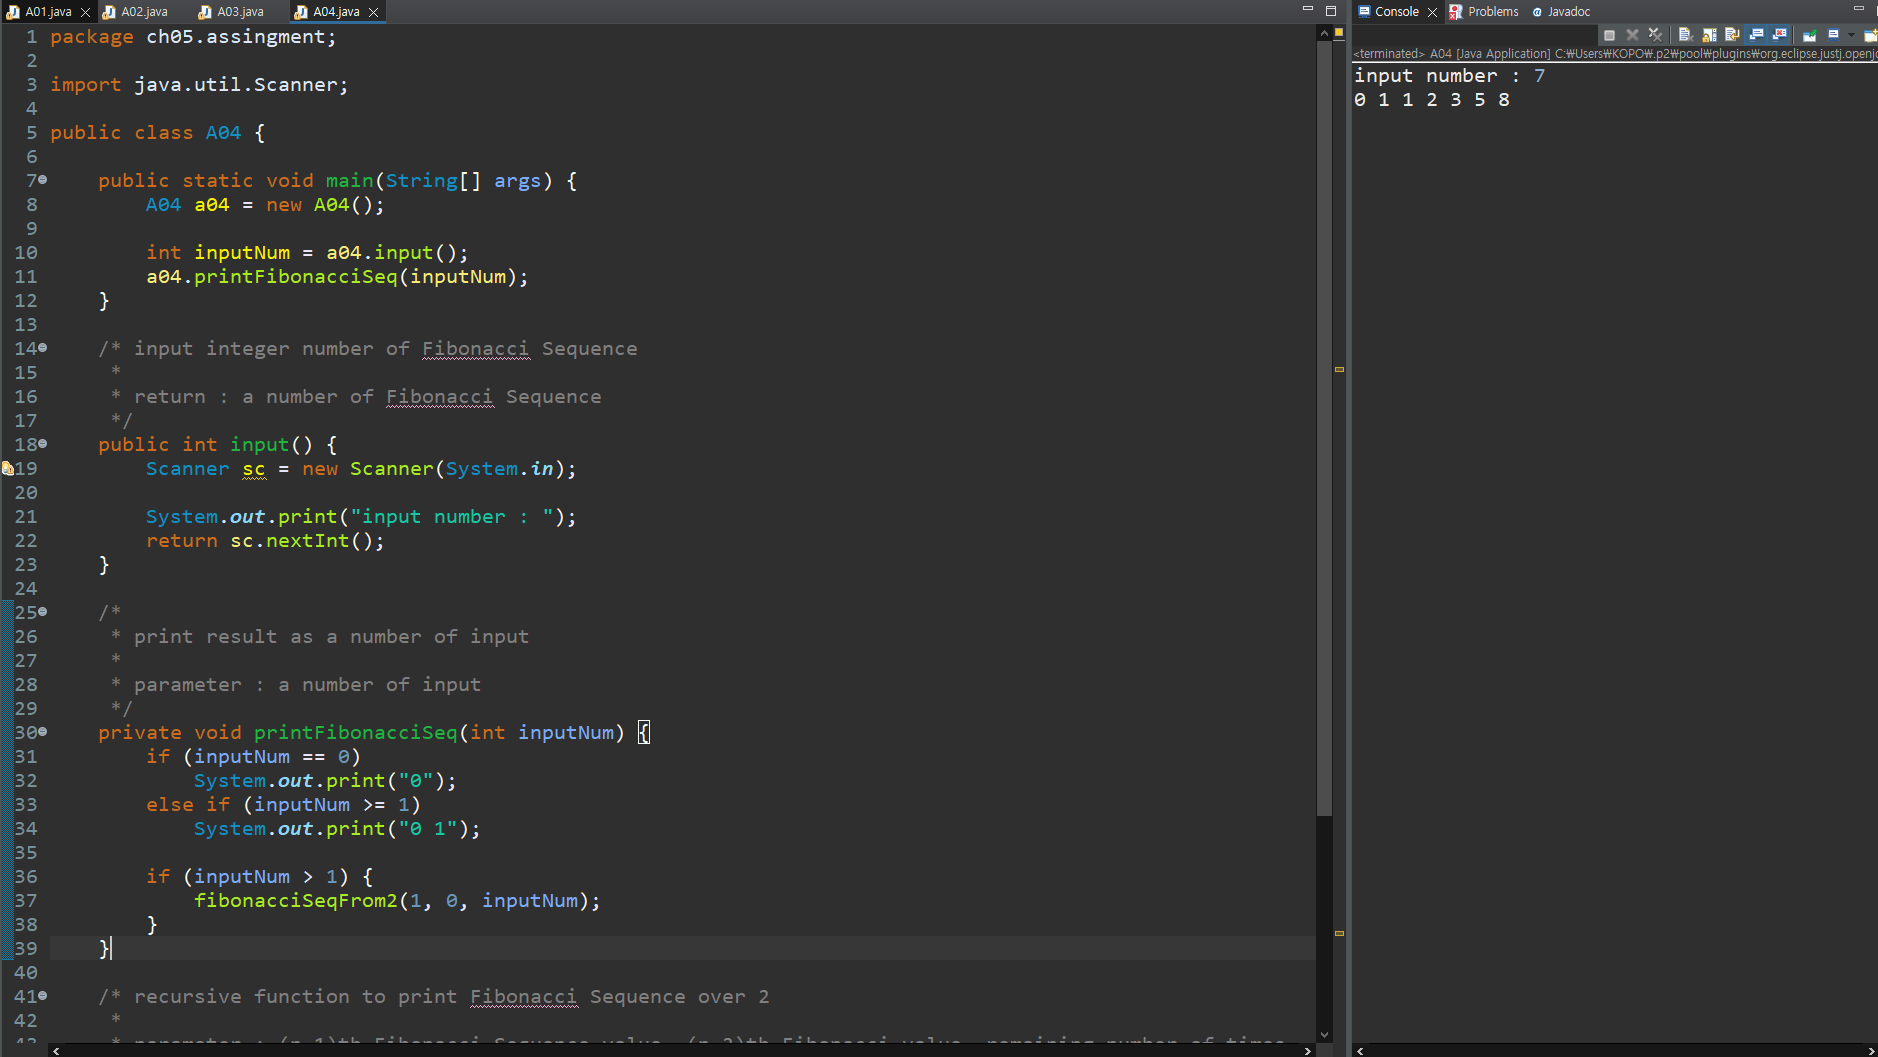 A01.java A02.java A03.java A04.java
1 package ch05.assingment;
2
3 import java.util.Scanner;
4
5 public class A04 {
6
7 public static void main(String[] args) {
8 A04 a04 = new A04();
9
10 int inputNum = a04.input();
11 a04.printFibonacciSeq(inputNum);
12 }
13
14 /* input integer number of Fibonacci Sequence
15 *
16 * return : a number of Fibonacci Sequence
17 */
18 public int input() {
19 Scanner sc = new Scanner(System.in);
20
21 System.out.print("input number : ");
22 return sc.nextInt();
23 }
24
25 /*
26 * print result as a number of input
27 *
28 * parameter : a number of input
29 */
30 private void printFibonacciSeq(int inputNum) {
31 if (inputNum == 0)
32 System.out.print("0");
33 else if (inputNum >= 1)
34 System.out.print("0 1");
35
36 if (inputNum > 1) {
37 fibonacciSeqFrom2(1, 0, inputNum);
38 }
39 }
40
41 /* recursive function to print Fibonacci Sequence over 2
42 *
Console Problems Javadoc
<terminated> A04 [Java Application] C:₩Users₩KOPO₩.p2₩pool₩plugins₩org.eclipse.justj.openj
input number : 7
0 1 1 2 3 5 8